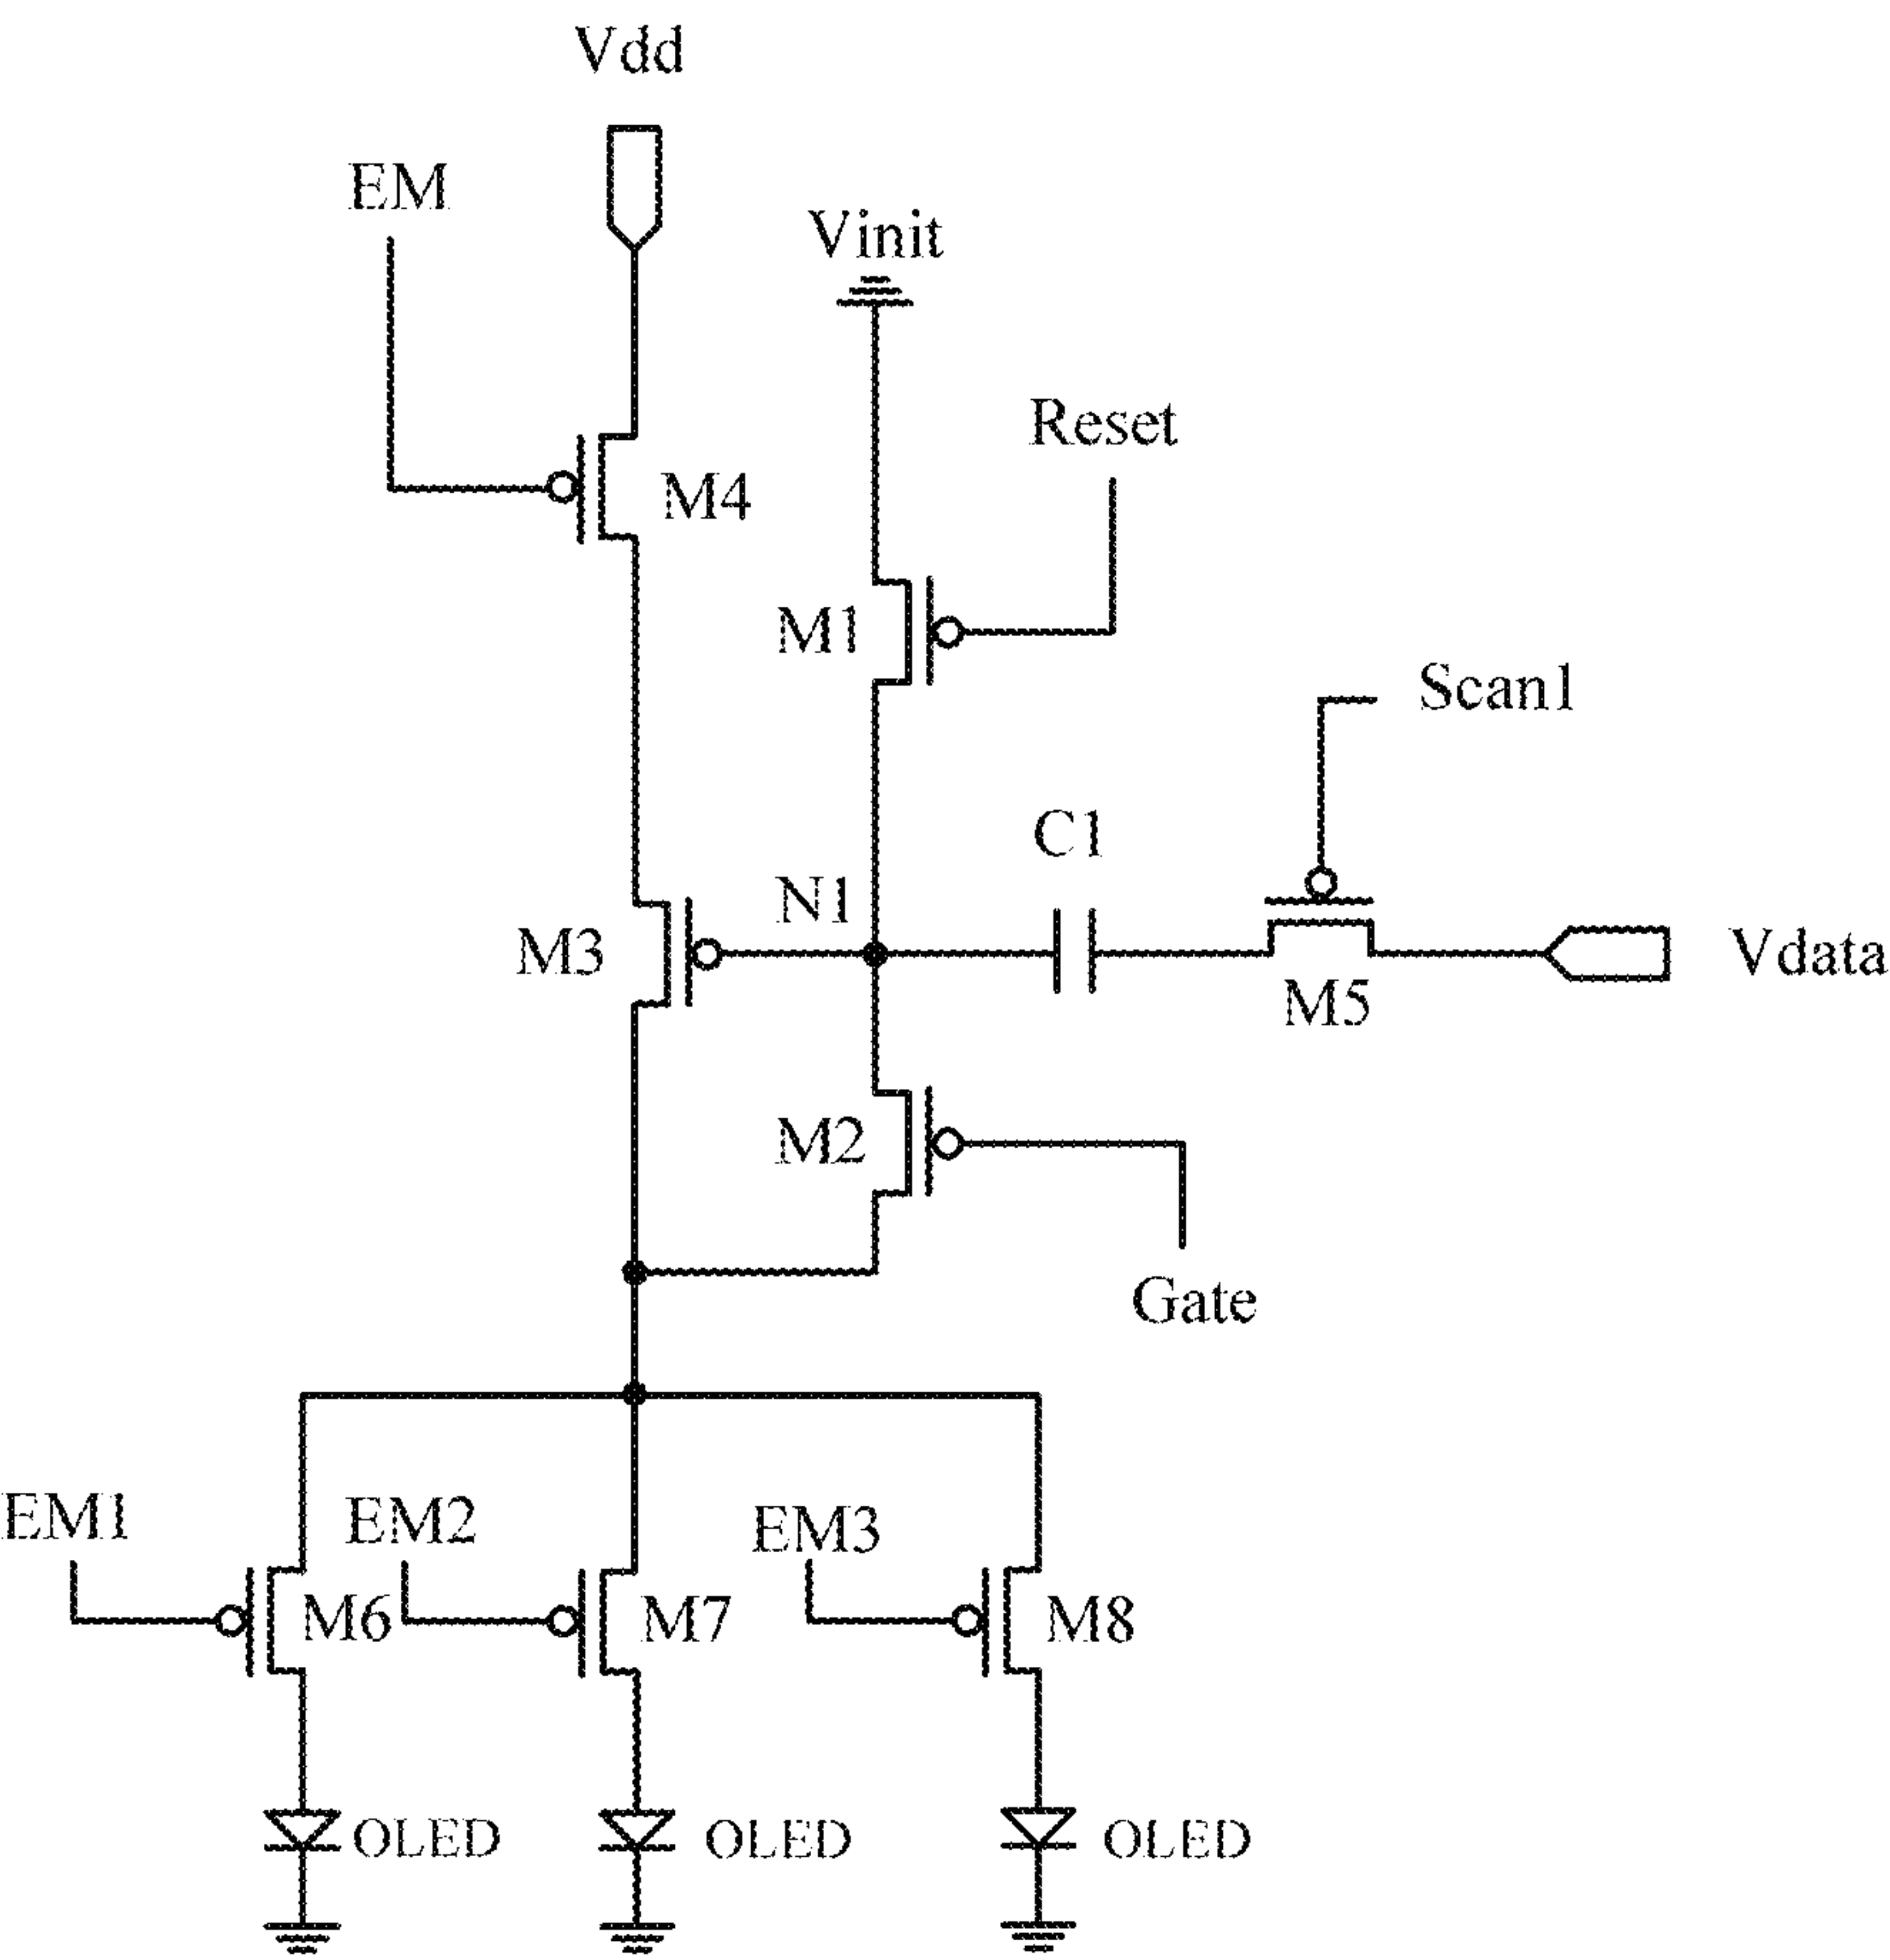 Vdd
EM
Vinit
Reset
M4
M1
Scan1
C1
N1
M3
Vdata
M5
M2
Gate
EM1
EM2
EM3
M6
M7
M8
OLED
OLED
OLED